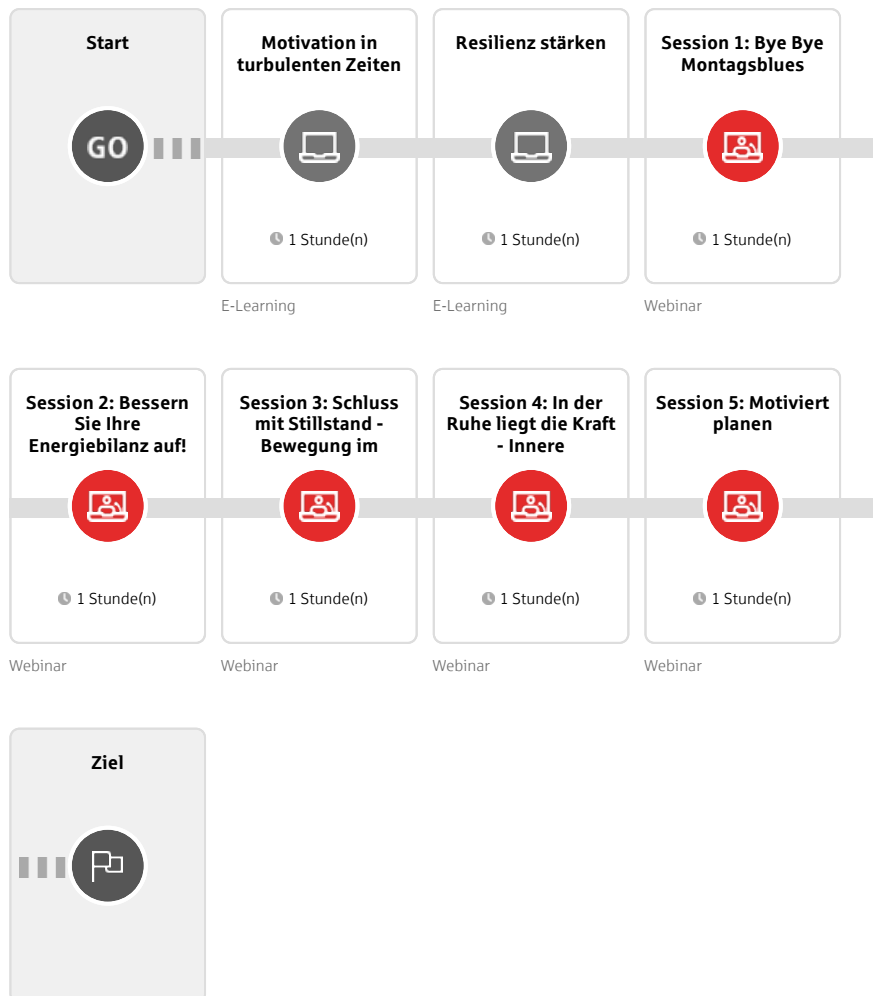 Start
Motivation in
turbulenten Zeiten
Resilienz stärken
Session 1: Bye Bye
Montagsblues
GO
1 Stunde(n)
1 Stunde(n)
1 Stunde(n)
E-Learning
E-Learning
Webinar
Session 2: Bessern
Sie Ihre
Energiebilanz auf!
Session 3: Schluss
mit Stillstand -
Bewegung im
Session 4: In der
Ruhe liegt die Kraft
- Innere
Session 5: Motiviert
planen
1 Stunde(n)
1 Stunde(n)
1 Stunde(n)
1 Stunde(n)
Webinar
Webinar
Webinar
Webinar
Ziel